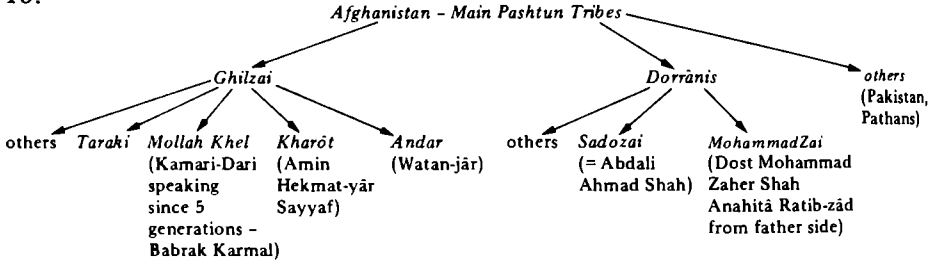 Afghanistan – Main Pashtun Tribes
Ghilzai
Dorrânis
others
(Pakistan,
Pathans)
others
Taraki
Mollah Khel
(Kamari-Dari
speaking
since 5
generations –
Babrak Karmal)
Kharôt
(Amin
Hekmat-yâr
Sayyaf)
Andar
(Watan-jâr)
others
Sadozai
(= Abdali
Ahmad Shah)
MohammadZai
(Dost Mohammad
Zaher Shah
Anahitâ Ratib-zâd
from father side)